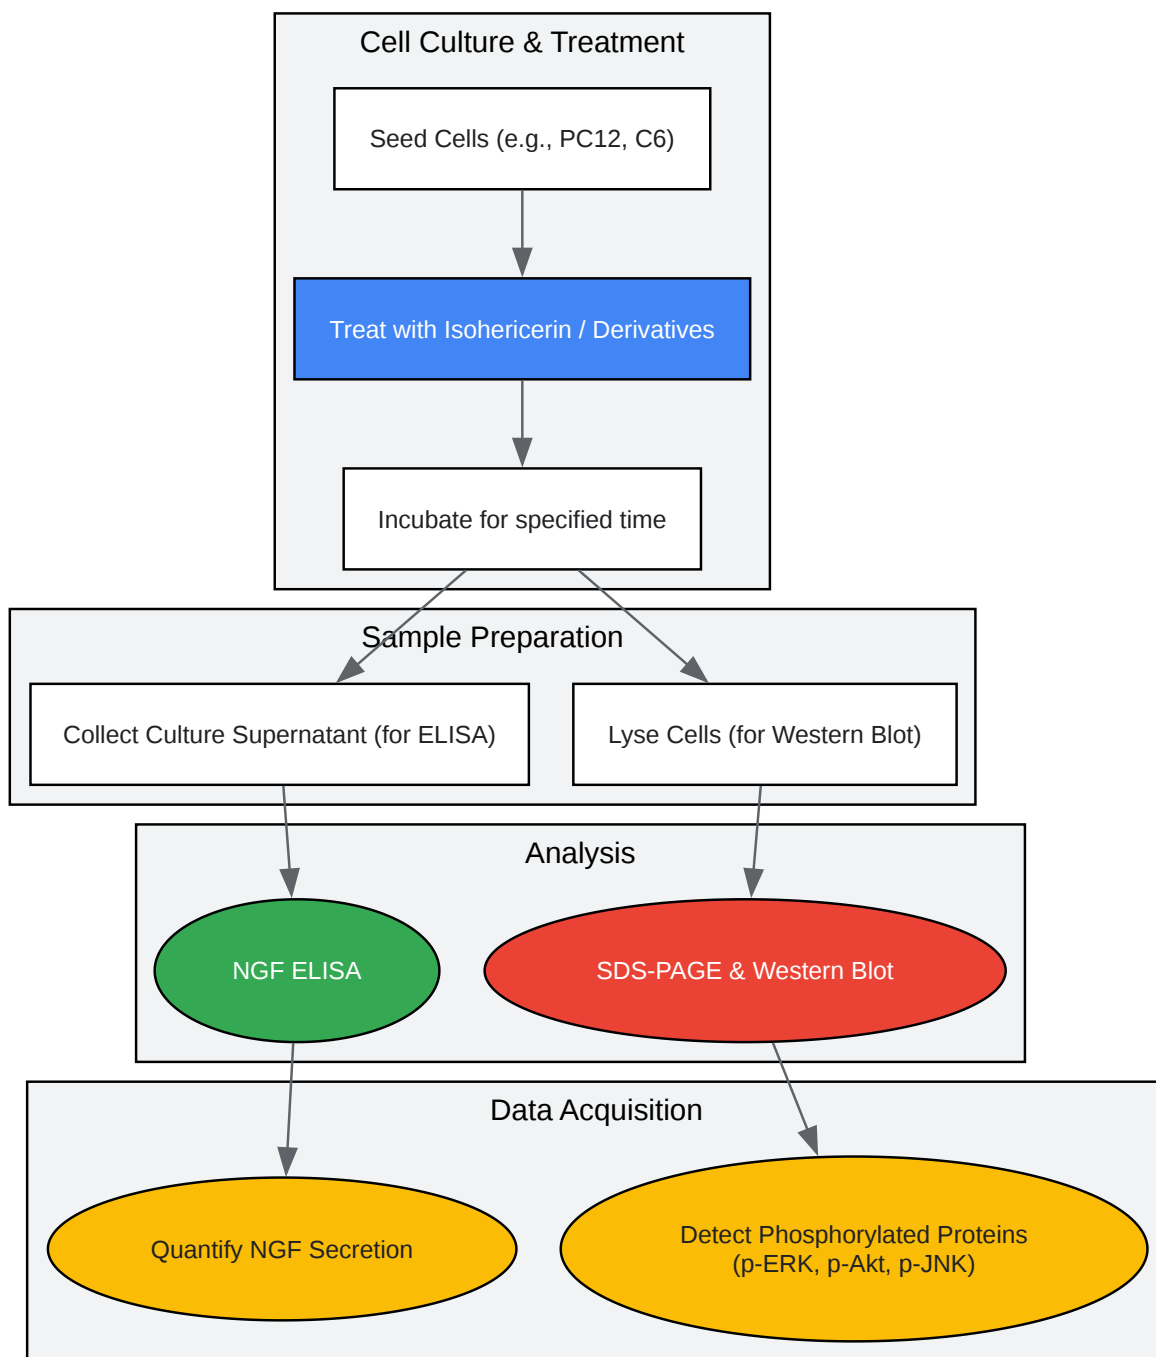 Cell Culture & Treatment
Seed Cells (e.g., PC12, C6)
Treat with Isohericerin / Derivatives
Incubate for specified time
Sample Preparation
Collect Culture Supernatant (for ELISA)
Lyse Cells (for Western Blot)
Analysis
NGF ELISA
SDS-PAGE & Western Blot
Data Acquisition
Quantify NGF Secretion
Detect Phosphorylated Proteins
(p-ERK, p-Akt, p-JNK)